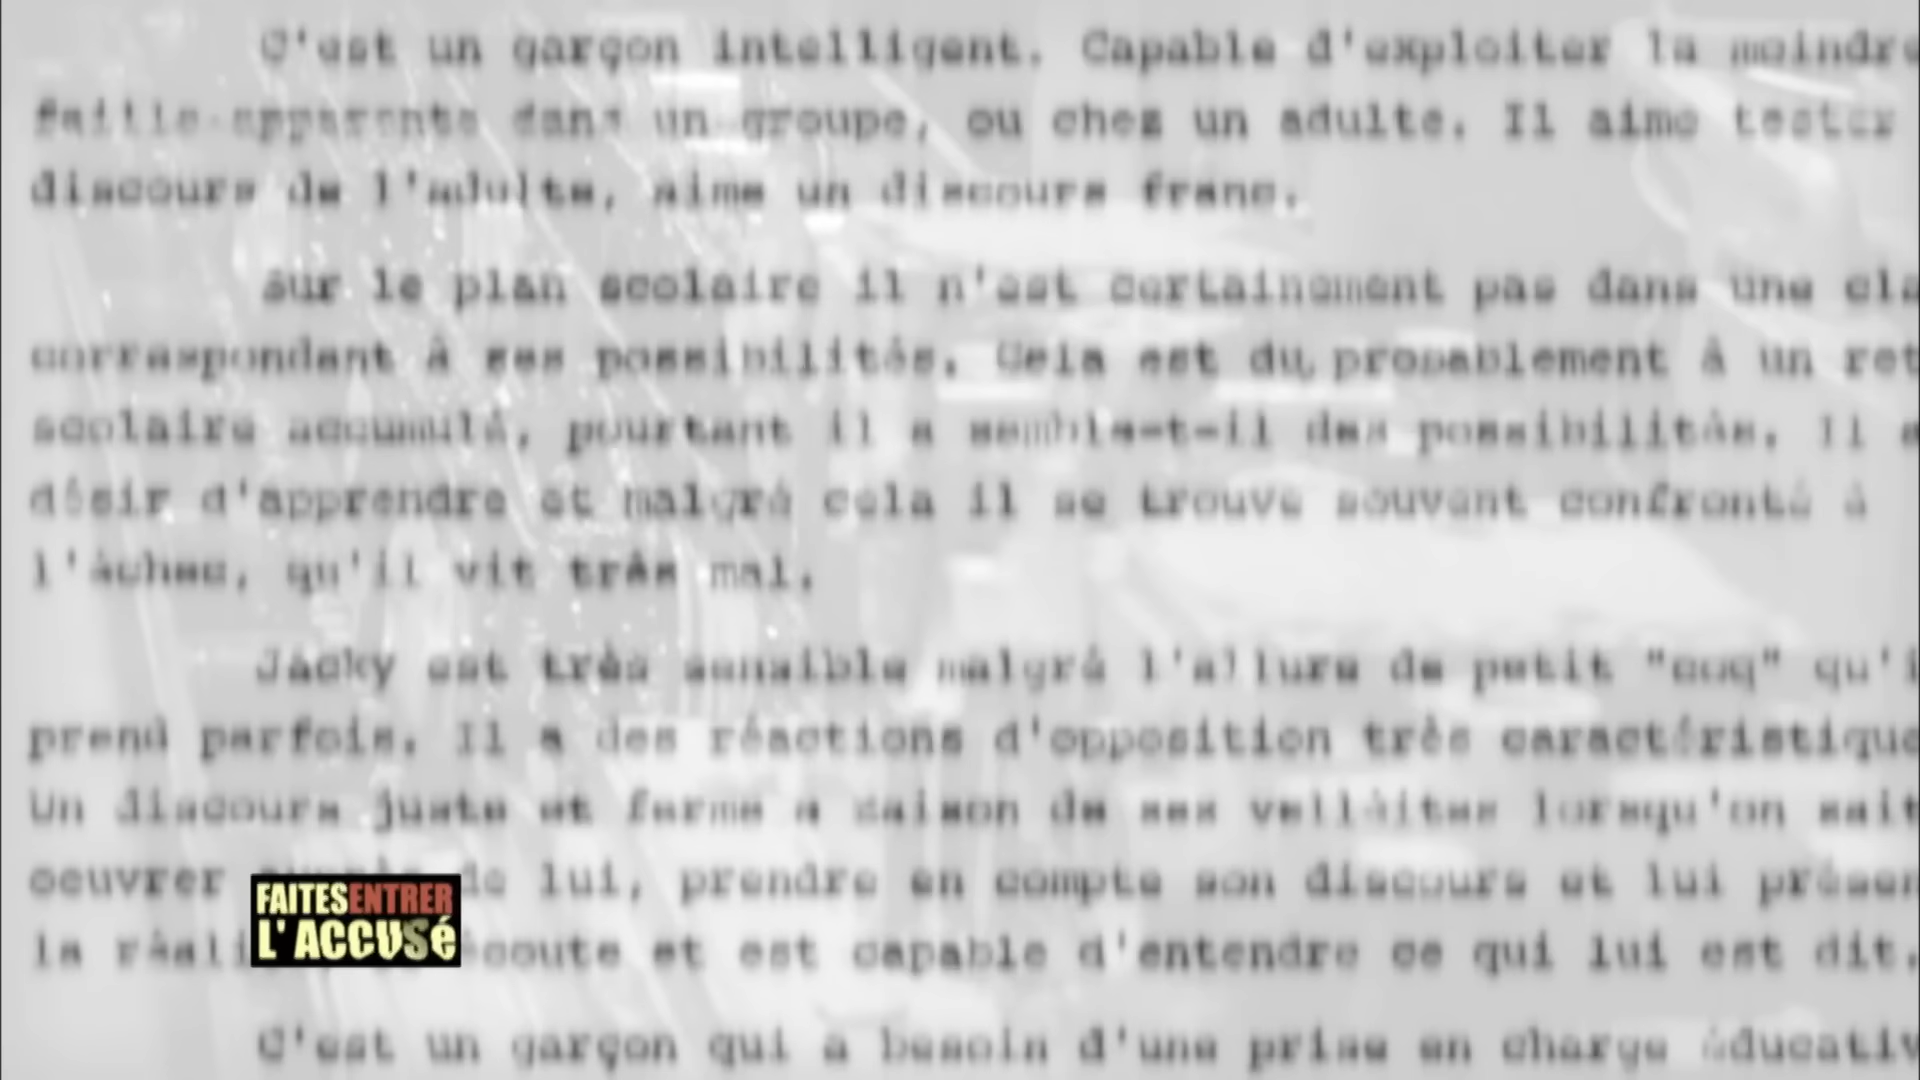 C'est un garçon intelligent. Capable d'exploiter la moindre
faille apparente dans un groupe, ou chez un adulte. Il aime tester
discours de l'adulte, aime un discours franc.
Sur le plan scolaire il n'est certainement pas dans une cla
correspondant à ses possibilités. Cela est du probablement à un ret
scolaire accumulé, pourtant il a semble-t-il des possibilités. Il a
désir d'apprendre et malgré cela il se trouve souvent confronté à
l'échec, qu'il vit très mal.
Jacky est très sensible malgré l'allure de petit "coq" qu'i
prend parfois. Il a des réactions d'opposition très caractéristique
Un discours juste et ferme a raison de ses velléites lorsqu'on sait
oeuvrer de lui, prendre en compte son discours et lui présen
la réali coute et est capable d'entendre ce qui lui est dit.
C'est un garçon qui a besoin d'une prise en charge éducativ
FAITES ENTRER
L'ACCUSé